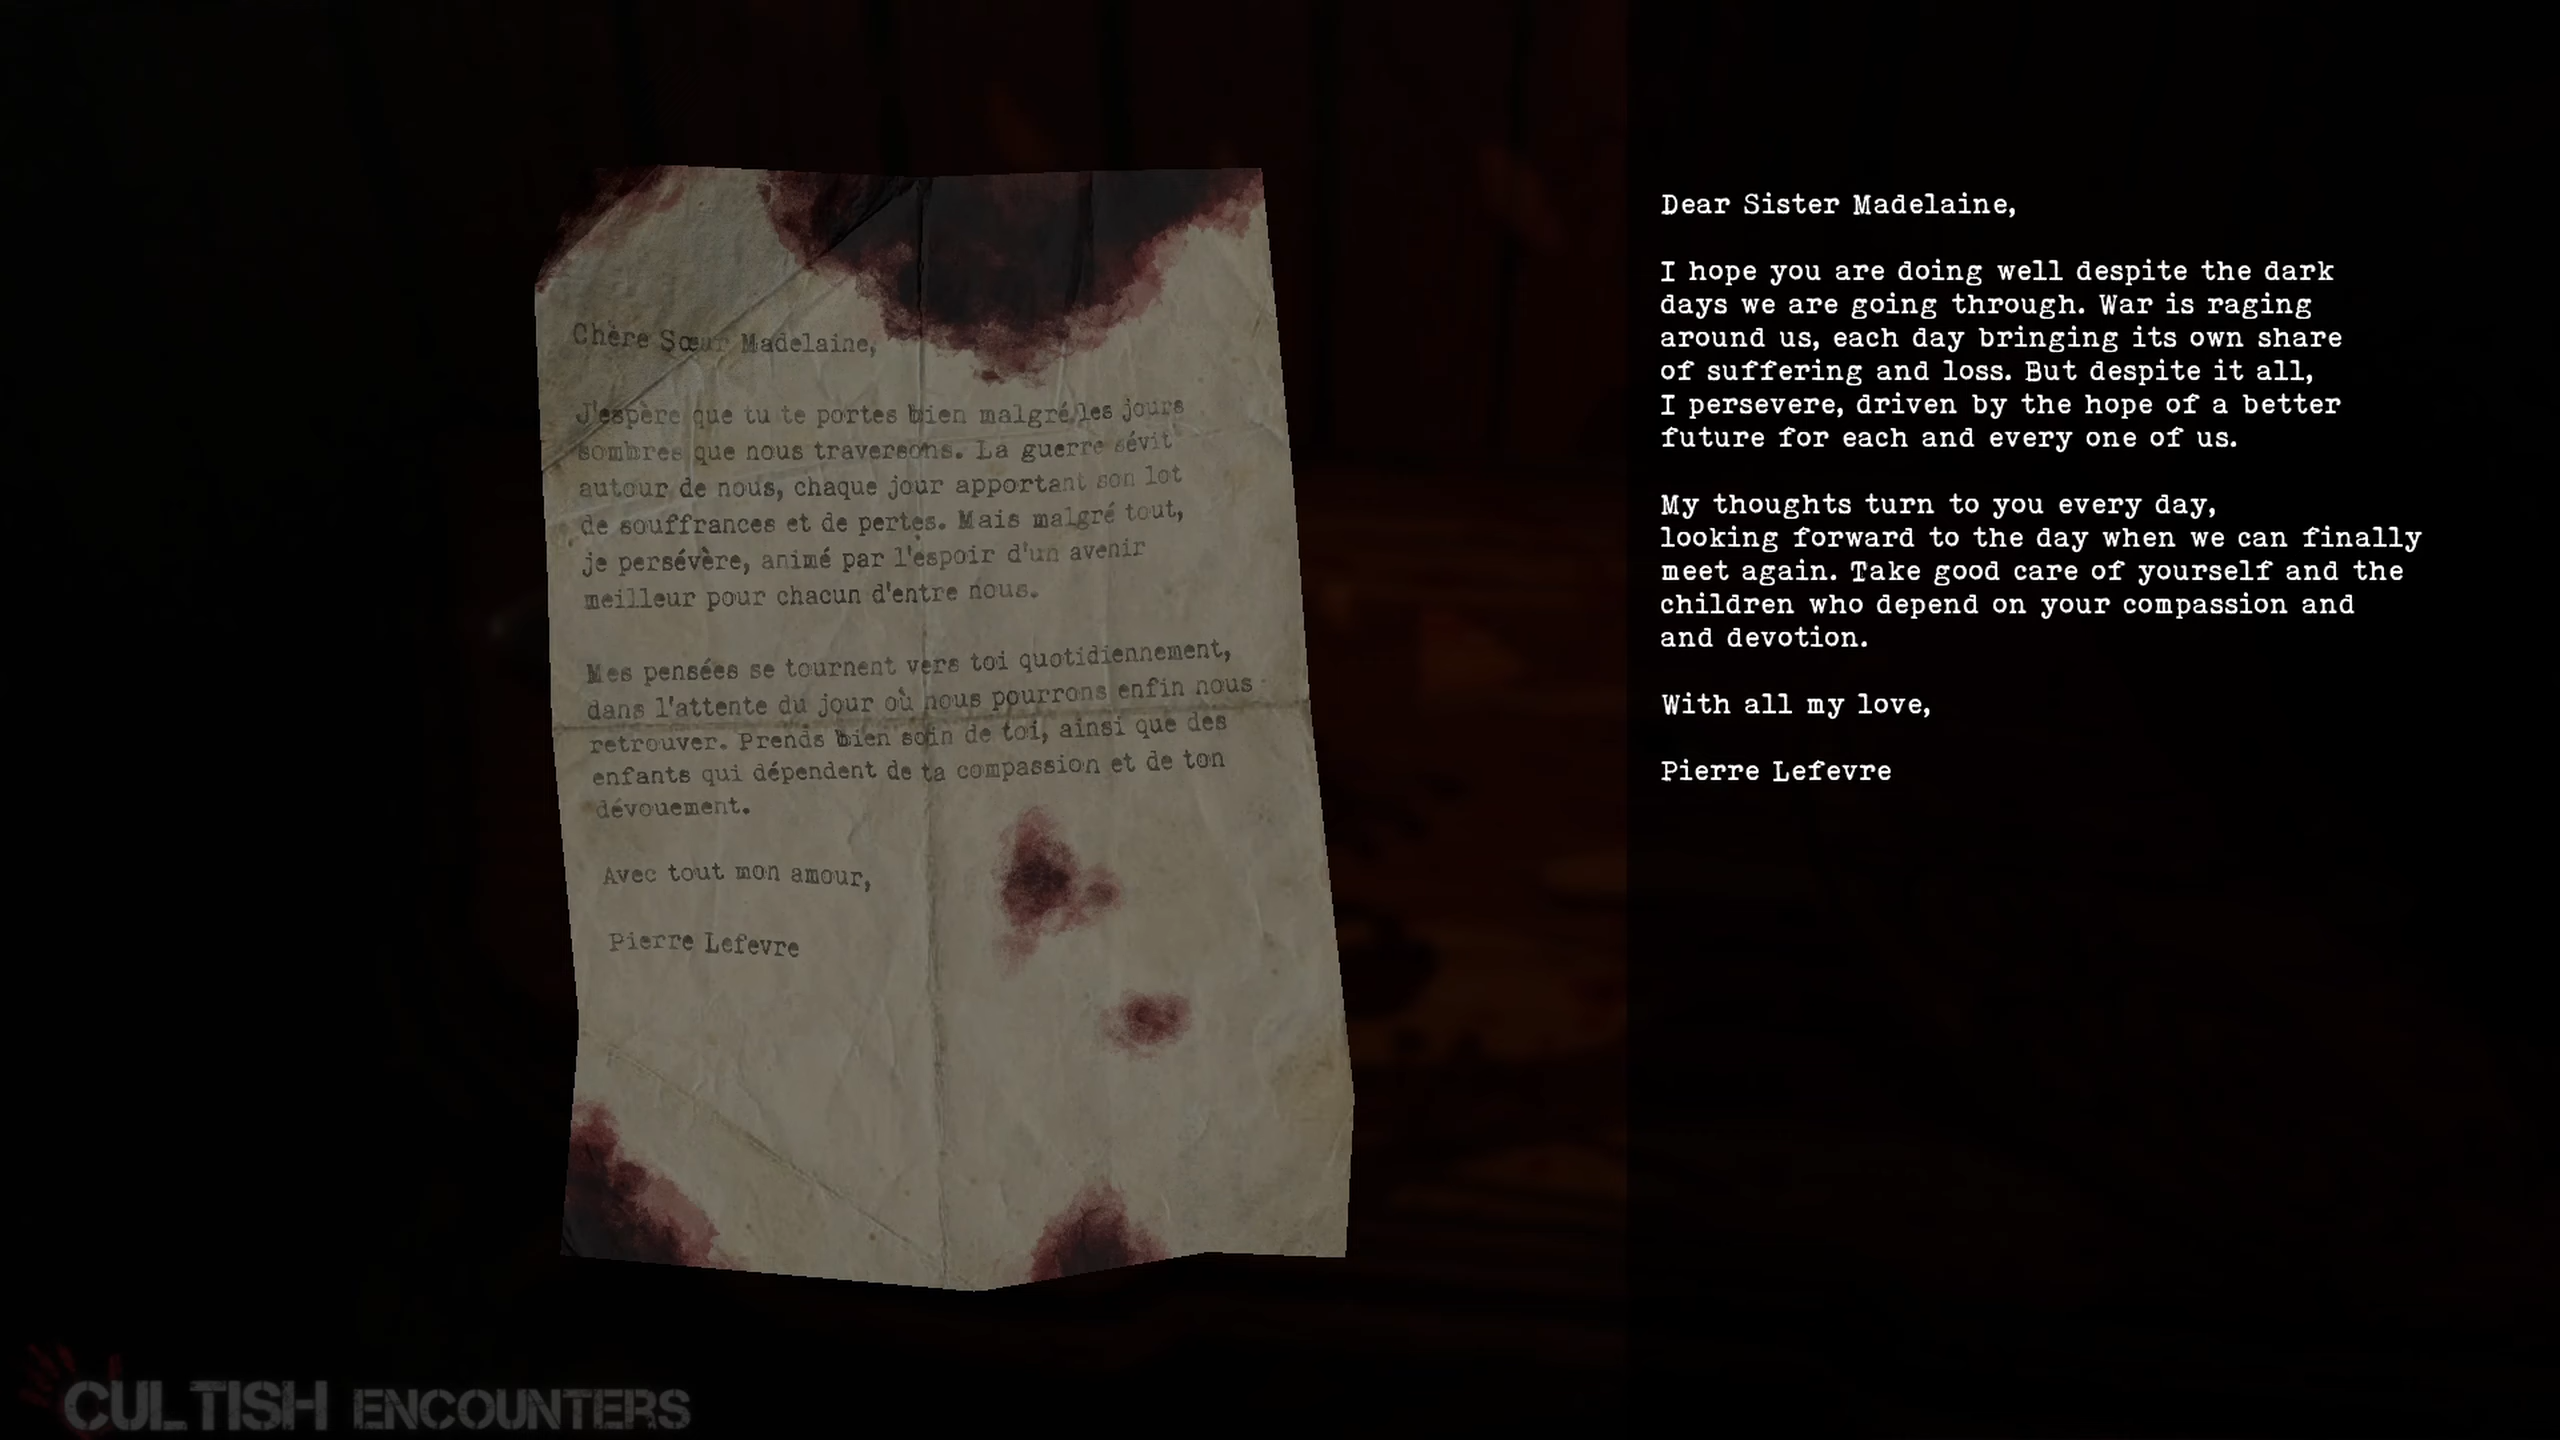 Chère Sœur Madelaine,
J'espère que tu te portes bien malgré les jours
sombres que nous traversons. La guerre sévit
autour de nous, chaque jour apportant son lot
de souffrances et de pertes. Mais malgré tout,
je persévère, animé par l'espoir d'un avenir
meilleur pour chacun d'entre nous.
Mes pensées se tournent vers toi quotidiennement,
dans l'attente du jour où nous pourrons enfin nous
retrouver. Prends bien soin de toi, ainsi que des
enfants qui dépendent de ta compassion et de ton
dévouement.
Avec tout mon amour,
Pierre Lefevre
Dear Sister Madelaine,
I hope you are doing well despite the dark
days we are going through. War is raging
around us, each day bringing its own share
of suffering and loss. But despite it all,
I persevere, driven by the hope of a better
future for each and every one of us.
My thoughts turn to you every day,
looking forward to the day when we can finally
meet again. Take good care of yourself and the
children who depend on your compassion and
and devotion.
With all my love,
Pierre Lefevre
CULTISH ENCOUNTERS